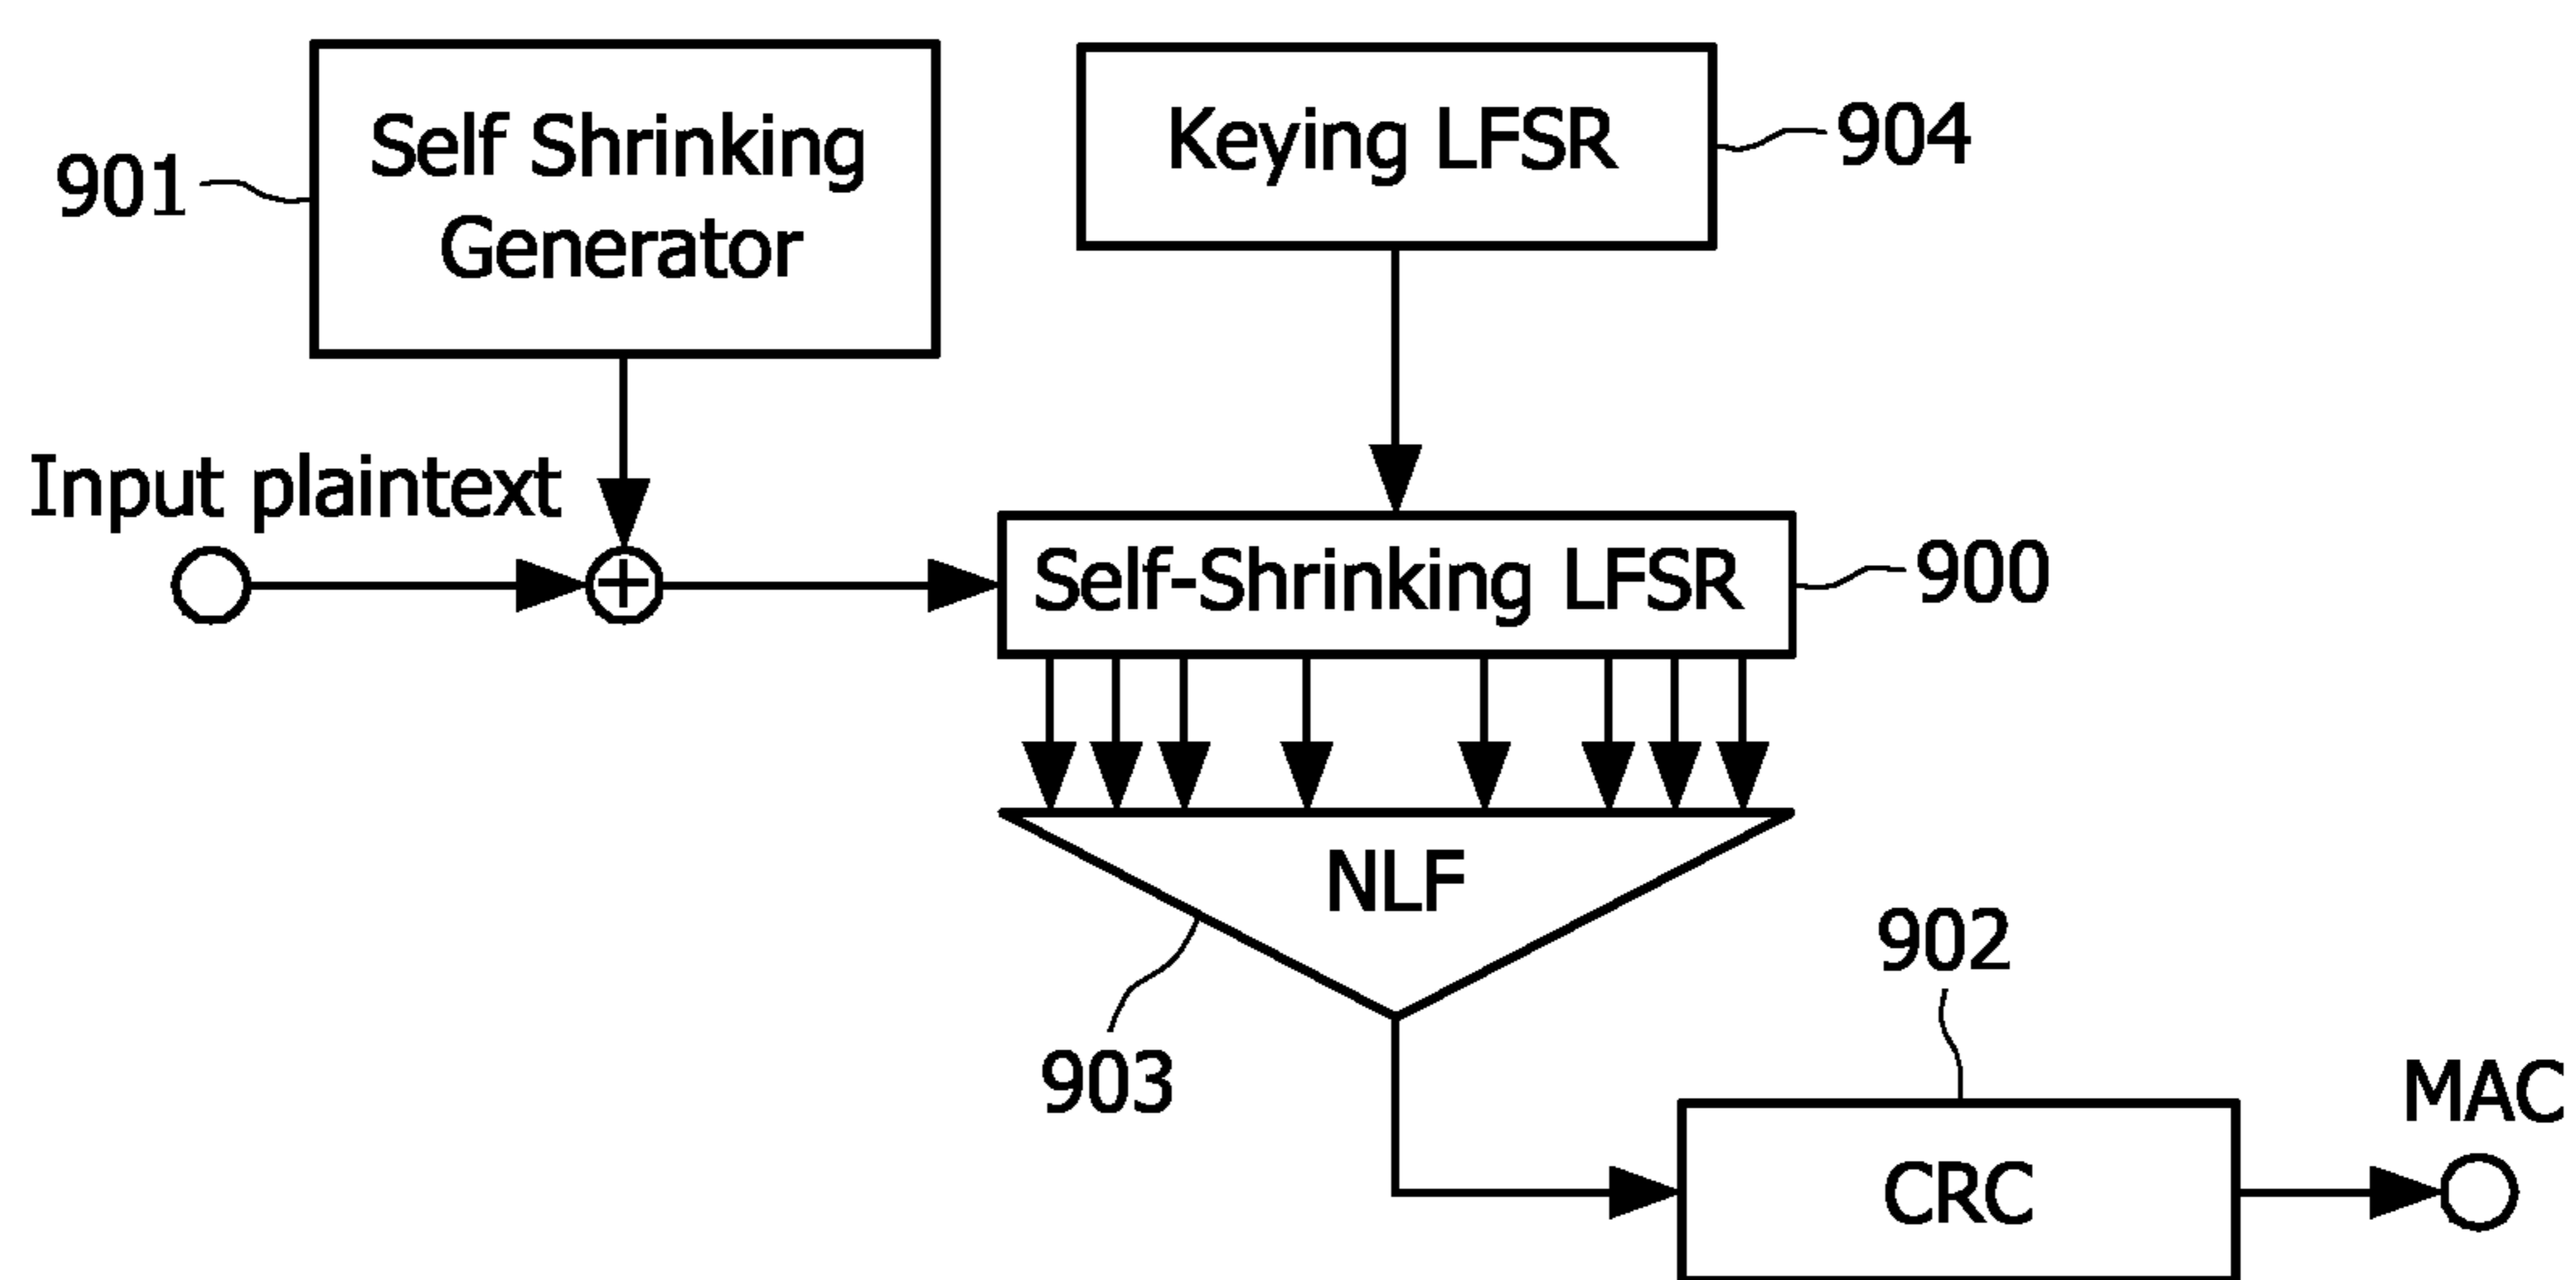 Self Shrinking
Generator
901
Keying LFSR
904
Input plaintext
Self-Shrinking LFSR
900
NLF
903
902
CRC
MAC